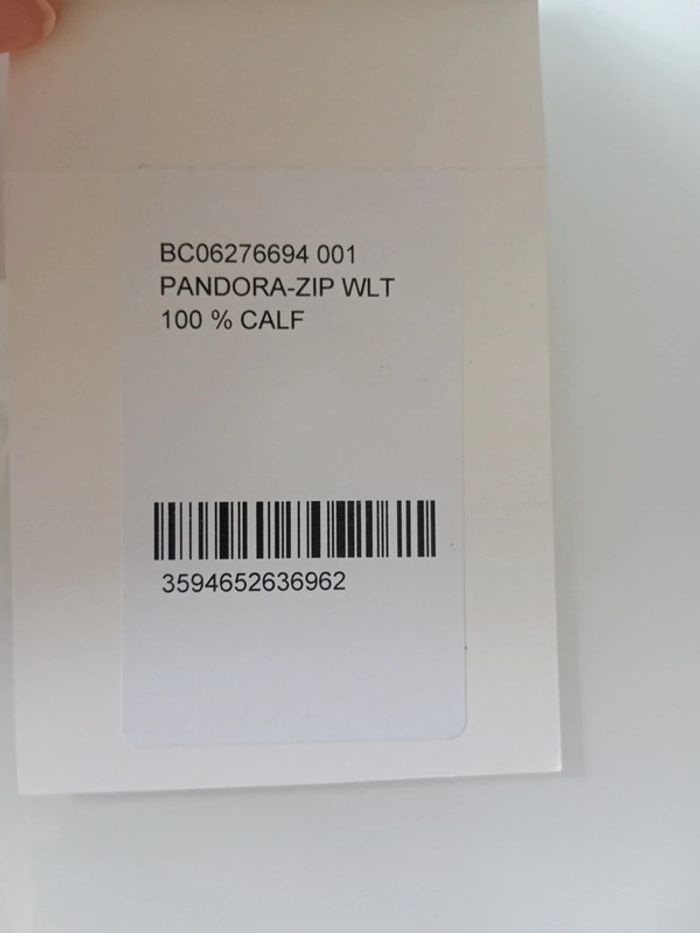 BC06276694 001
PANDORA-ZIP WLT
100 % CALF
3594652636962